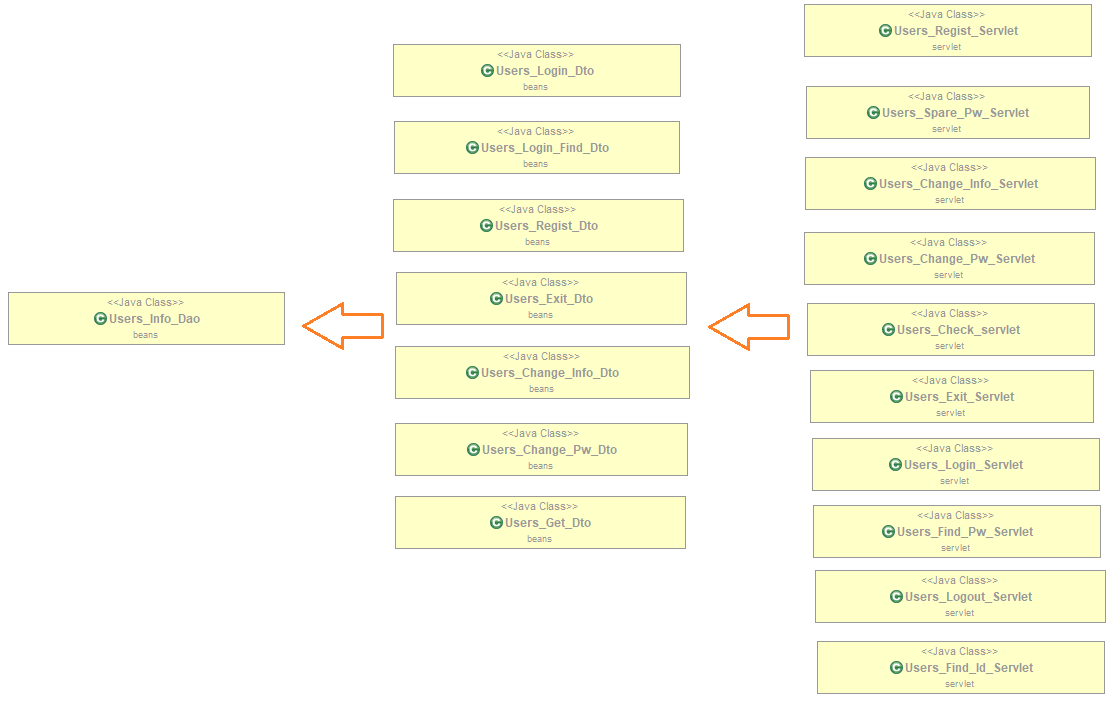 <<Java Class>>
Users_Info_Dao
beans
<<Java Class>>
Users_Login_Dto
beans
<<Java Class>>
Users_Login_Find_Dto
beans
<<Java Class>>
Users_Regist_Dto
beans
<<Java Class>>
Users_Exit_Dto
beans
<<Java Class>>
Users_Change_Info_Dto
beans
<<Java Class>>
Users_Change_Pw_Dto
beans
<<Java Class>>
Users_Get_Dto
beans
<<Java Class>>
Users_Regist_Servlet
servlet
<<Java Class>>
Users_Spare_Pw_Servlet
servlet
<<Java Class>>
Users_Change_Info_Servlet
servlet
<<Java Class>>
Users_Change_Pw_Servlet
servlet
<<Java Class>>
Users_Check_servlet
servlet
<<Java Class>>
Users_Exit_Servlet
servlet
<<Java Class>>
Users_Login_Servlet
servlet
<<Java Class>>
Users_Find_Pw_Servlet
servlet
<<Java Class>>
Users_Logout_Servlet
servlet
<<Java Class>>
Users_Find_Id_Servlet
servlet